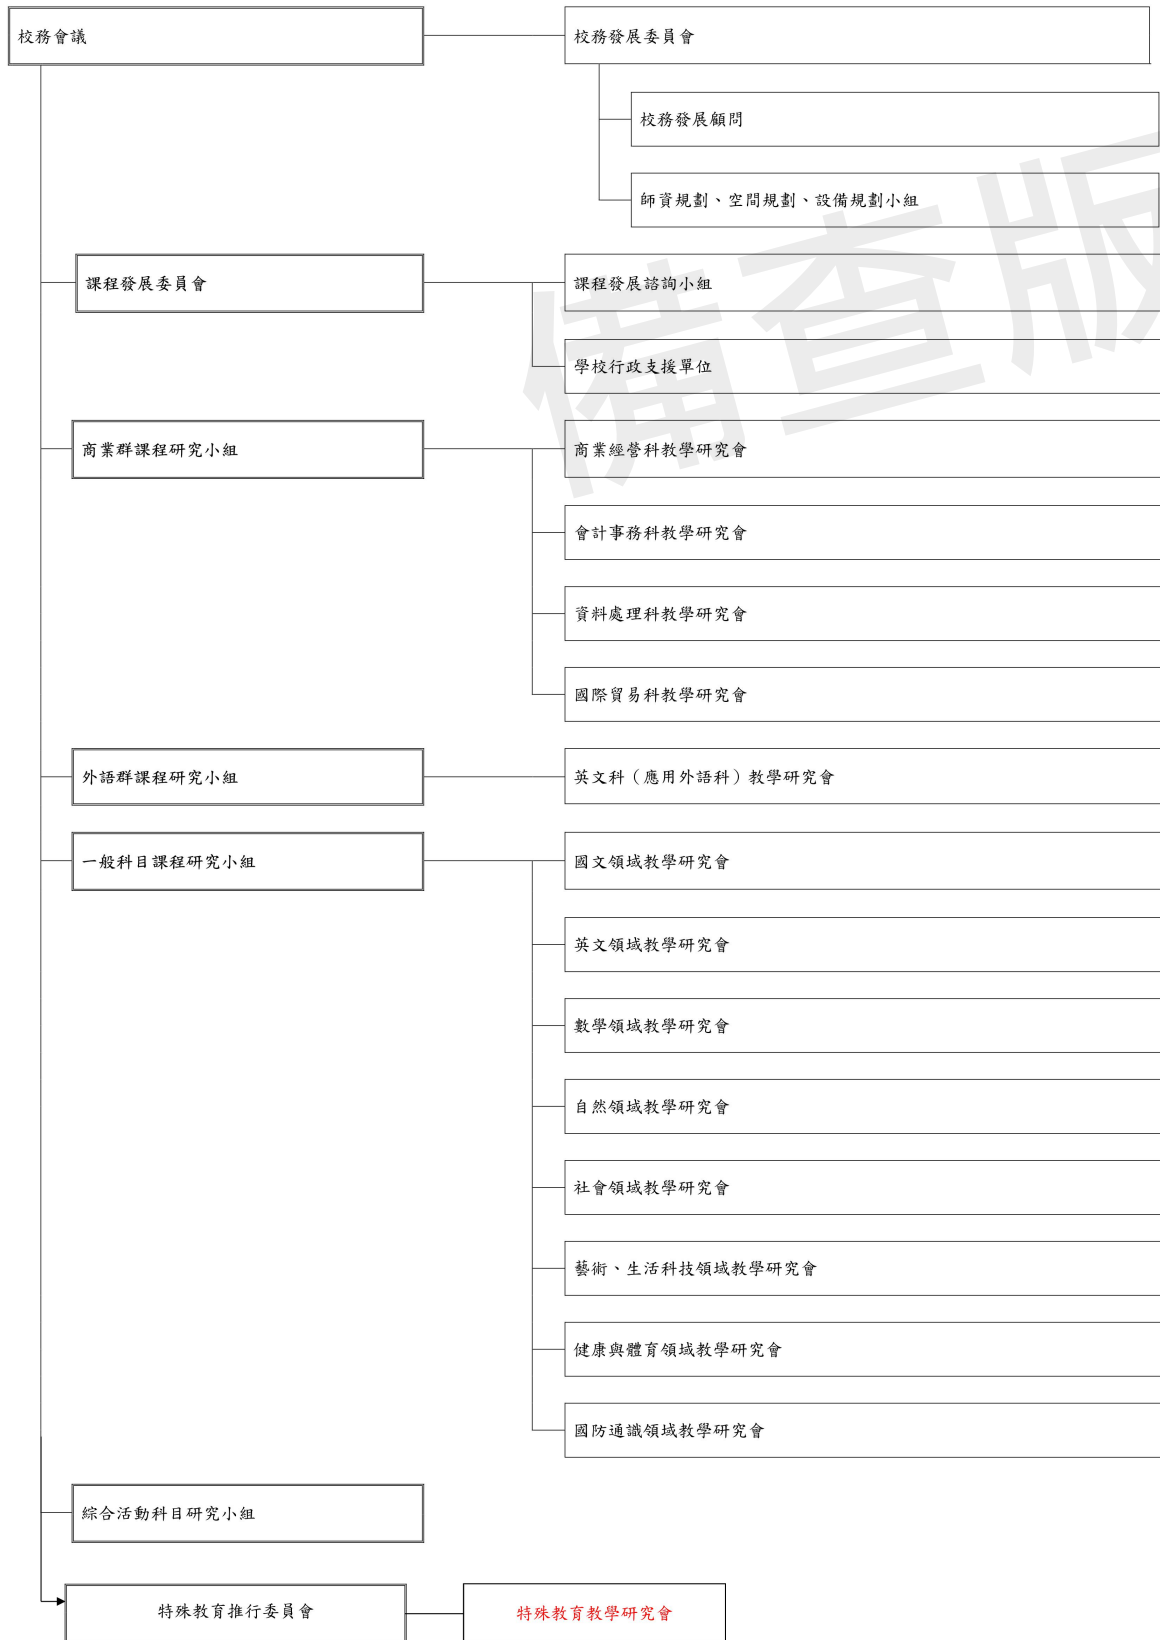 校務會議
校務發展委員會
校務發展顧問
師資規劃、空間規劃、設備規劃小組
課程發展委員會
課程發展諮詢小組
學校行政支援單位
商業群課程研究小組
商業經營科教學研究會
會計事務科教學研究會
資料處理科教學研究會
國際貿易科教學研究會
外語群課程研究小組
英文科（應用外語科）教學研究會
一般科目課程研究小組
國文領域教學研究會
英文領域教學研究會
數學領域教學研究會
自然領域教學研究會
社會領域教學研究會
藝術、生活科技領域教學研究會
健康與體育領域教學研究會
國防通識領域教學研究會
綜合活動科目研究小組
特殊教育推行委員會
特殊教育教學研究會
備查版